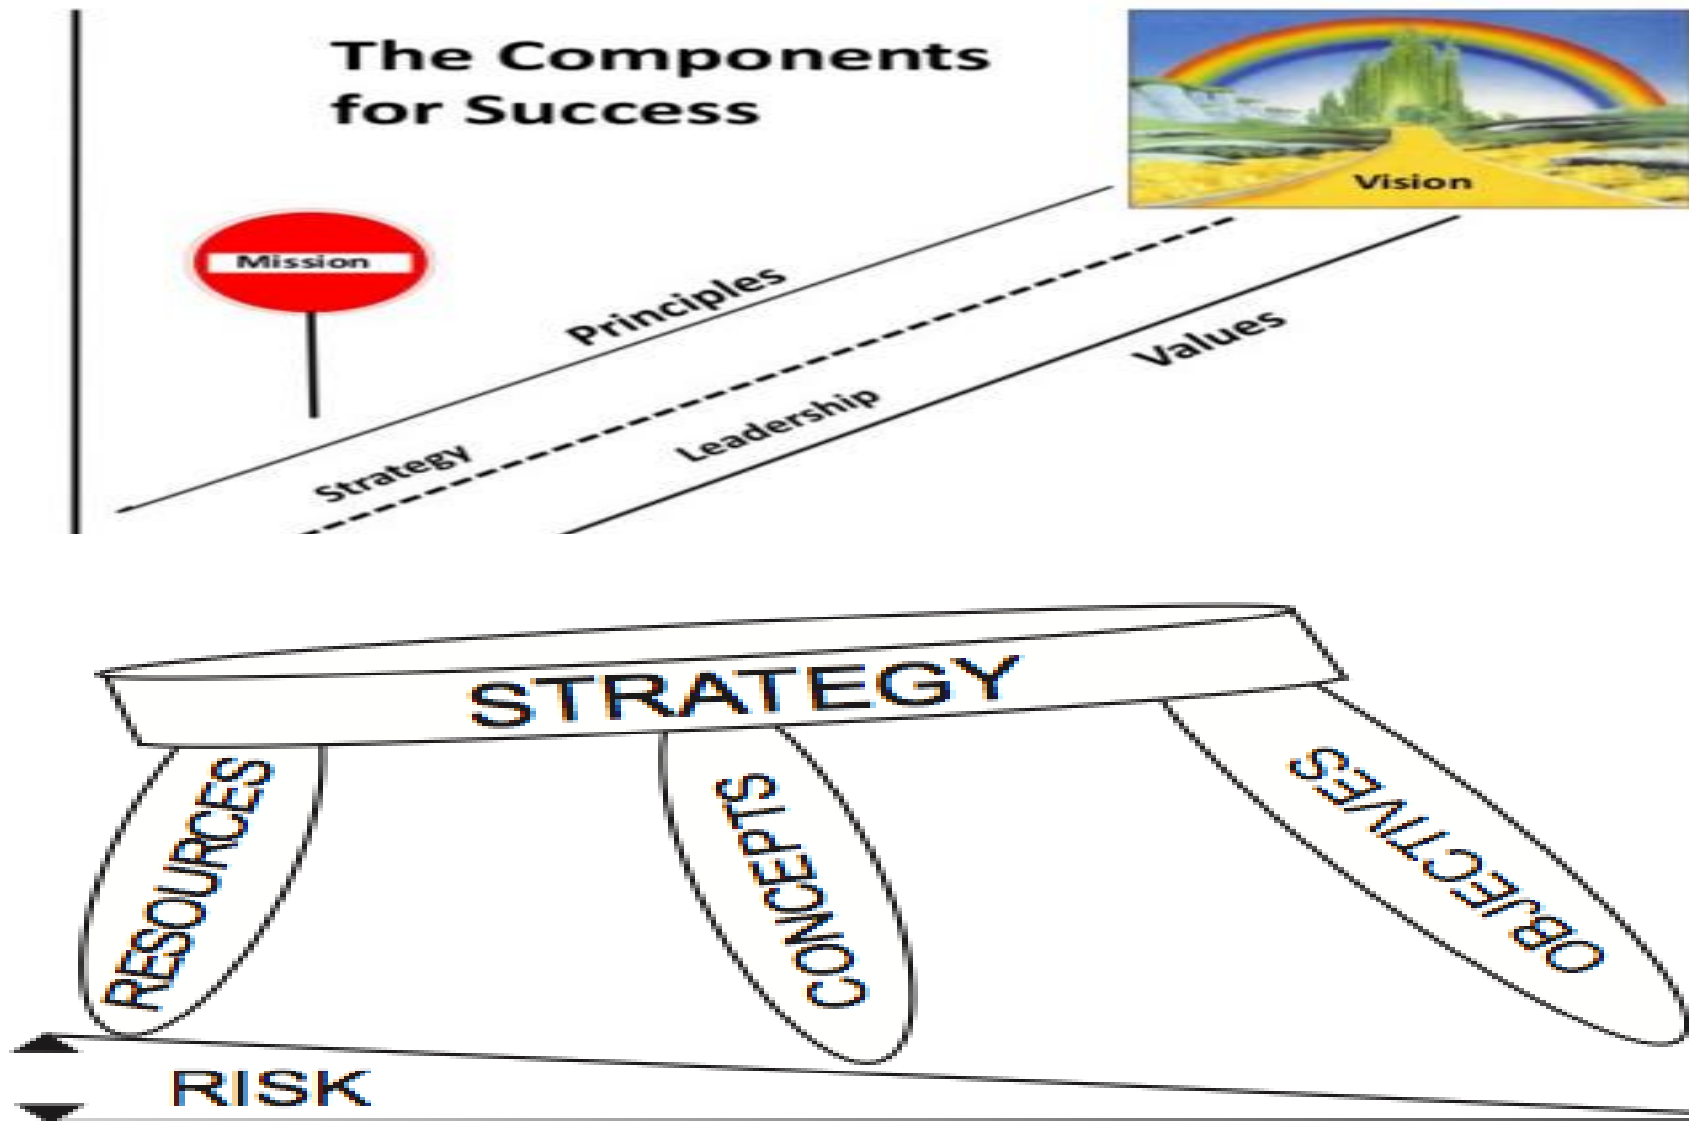 The Components
for Success
Vision
Mission
Principles
Values
Leadership
Strategy
STRATEGY
RESOURCES
CONCEPTS
OBJECTIVES
RISK